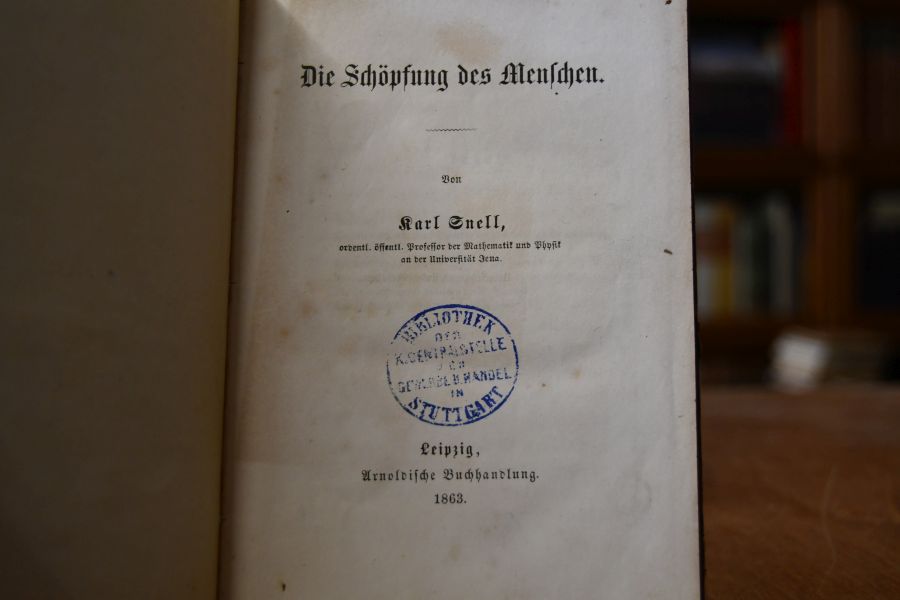 Die Schöpfung des Menschen.
Von
Karl Snell,
ordentl. öffentl. Professor der Mathematik und Physik
an der Universität Jena.
BIBLIOTHEK
DER
K. CENTRALSTELLE
GEWERBE U. HANDEL
IN
STUTTGART
Leipzig,
Arnoldische Buchhandlung.
1863.